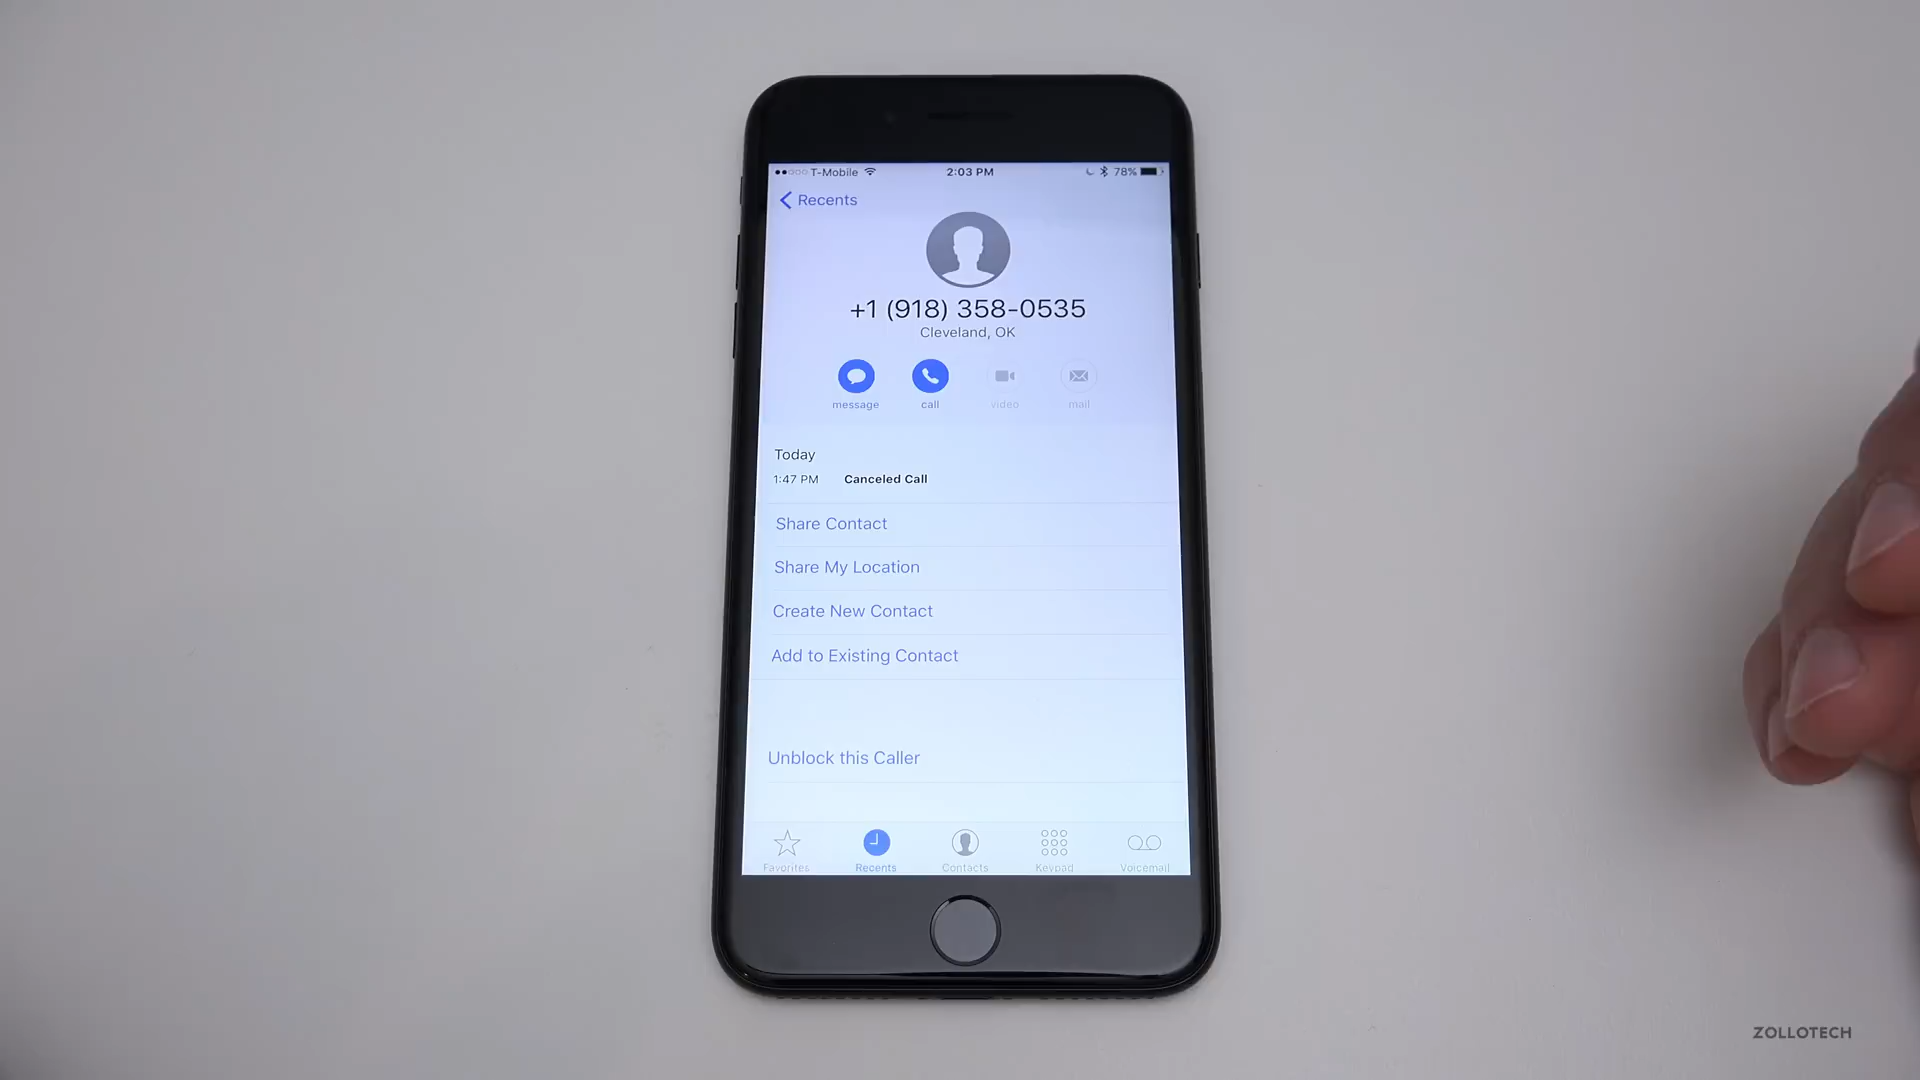 T-Mobile 2:03 PM 78%
Recents
+1 (918) 358-0535
Cleveland, OK
message call video mail
Today
1:47 PM Canceled Call
Share Contact
Share My Location
Create New Contact
Add to Existing Contact
Unblock this Caller
Favorites Recents Contacts Keypad Voicemail
ZOLLOTECH